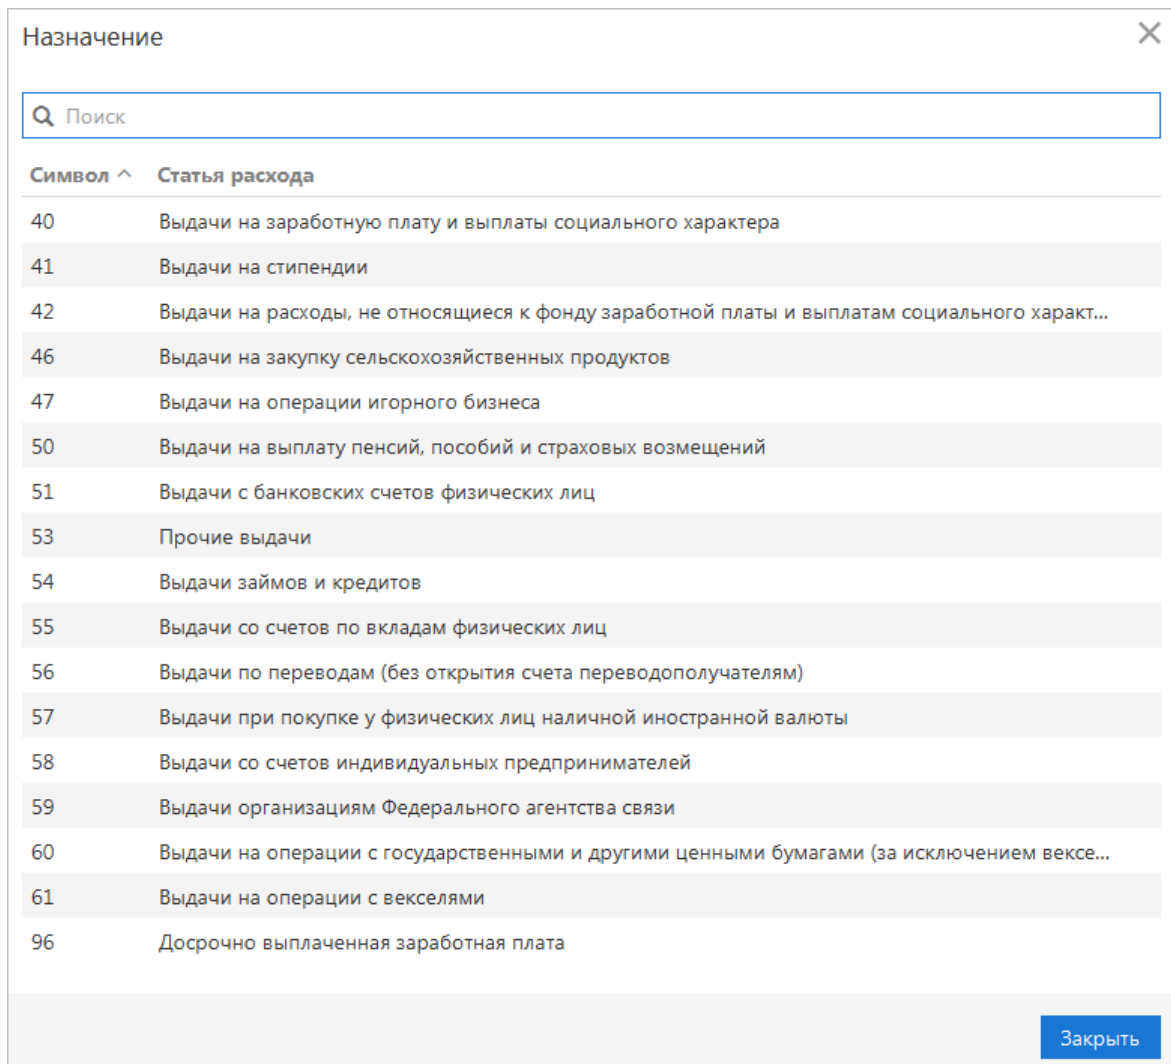 Назначение
Поиск
Символ Статья расхода
40 Выдачи на заработную плату и выплаты социального характера
41 Выдачи на стипендии
42 Выдачи на расходы, не относящиеся к фонду заработной платы и выплатам социального характ...
46 Выдачи на закупку сельскохозяйственных продуктов
47 Выдачи на операции игорного бизнеса
50 Выдачи на выплату пенсий, пособий и страховых возмещений
51 Выдачи с банковских счетов физических лиц
53 Прочие выдачи
54 Выдачи займов и кредитов
55 Выдачи со счетов по вкладам физических лиц
56 Выдачи по переводам (без открытия счета переводополучателям)
57 Выдачи при покупке у физических лиц наличной иностранной валюты
58 Выдачи со счетов индивидуальных предпринимателей
59 Выдачи организациям Федерального агентства связи
60 Выдачи на операции с государственными и другими ценными бумагами (за исключением вексе...
61 Выдачи на операции с векселями
96 Досрочно выплаченная заработная плата
Закрыть